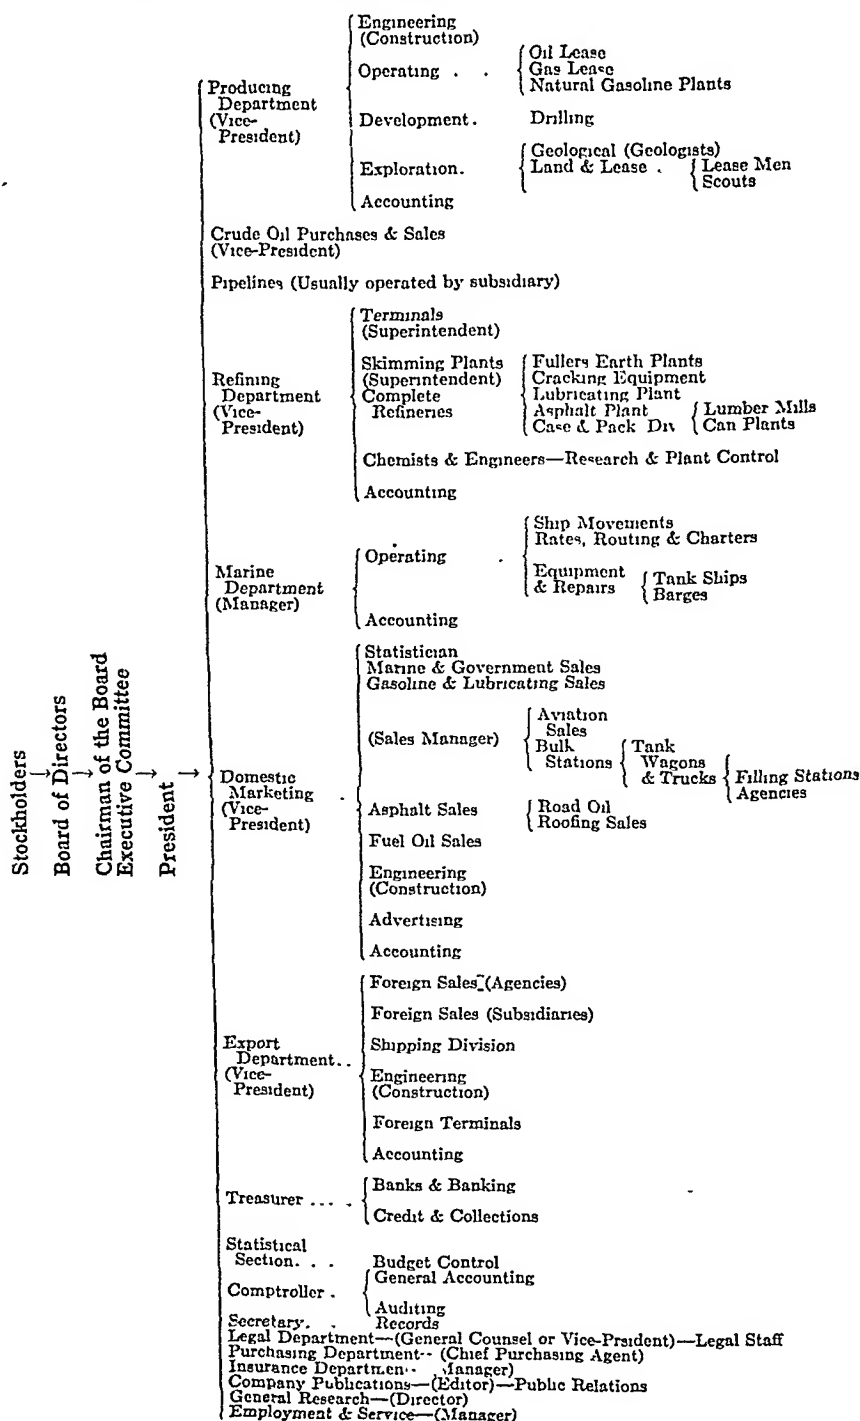 Stockholders → Board of Directors → Chairman of the Board Executive Committee → President →
Producing
Department
(Vice-
President)
Engineering
(Construction)
Operating . .
Oil Lease
Gas Lease
Natural Gasoline Plants
Development.
Drilling
Exploration.
Geological (Geologists)
Land & Lease .
Lease Men
Scouts
Accounting
Crude Oil Purchases & Sales
(Vice-President)
Pipelines (Usually operated by subsidiary)
Refining
Department
(Vice-
President)
Terminals
(Superintendent)
Skimming Plants
(Superintendent)
Complete
Refineries
Fullers Earth Plants
Cracking Equipment
Lubricating Plant
Asphalt Plant
Case & Pack Div
Lumber Mills
Can Plants
Chemists & Engineers—Research & Plant Control
Accounting
Marine
Department
(Manager)
Operating .
Ship Movements
Rates, Routing & Charters
Equipment
& Repairs
Tank Ships
Barges
Accounting
Domestic
Marketing .
(Vice-
President)
Statistician
Marine & Government Sales
Gasoline & Lubricating Sales
(Sales Manager)
Aviation
Sales
Bulk
Stations
Tank
Wagons
& Trucks
Filling Stations
Agencies
Asphalt Sales
Road Oil
Roofing Sales
Fuel Oil Sales
Engineering
(Construction)
Advertising
Accounting
Export
Department..
(Vice-
President)
Foreign Sales (Agencies)
Foreign Sales (Subsidiaries)
Shipping Division
Engineering
(Construction)
Foreign Terminals
Accounting
Treasurer ... .
Banks & Banking
Credit & Collections
Statistical
Section. . .
Budget Control
Comptroller .
General Accounting
Auditing
Secretary. . Records
Legal Department—(General Counsel or Vice-Prsident)—Legal Staff
Purchasing Department-- (Chief Purchasing Agent)
Insurance Departmen-- Janager)
Company Publications—(Editor)—Public Relations
General Research—(Director)
Employment & Service—(Manager)